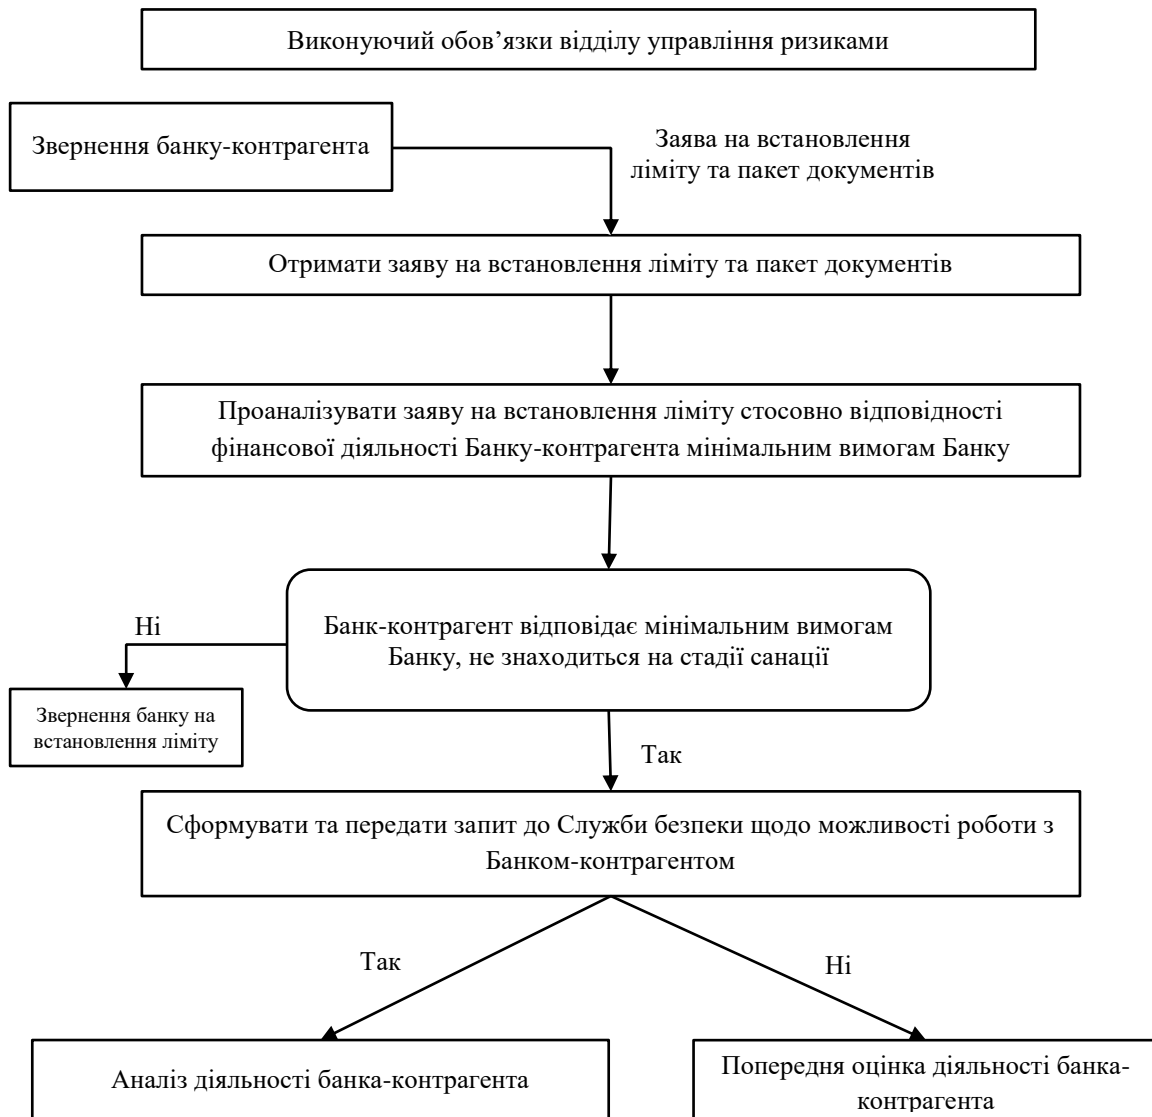 Виконуючий обов’язки відділу управління ризиками
Звернення банку-контрагента
Заява на встановлення
ліміту та пакет документів
Отримати заяву на встановлення ліміту та пакет документів
Проаналізувати заяву на встановлення ліміту стосовно відповідності
фінансової діяльності Банку-контрагента мінімальним вимогам Банку
Банк-контрагент відповідає мінімальним вимогам
Банку, не знаходиться на стадії санації
Ні
Звернення банку на
встановлення ліміту
Так
Сформувати та передати запит до Служби безпеки щодо можливості роботи з
Банком-контрагентом
Так
Ні
Аналіз діяльності банка-контрагента
Попередня оцінка діяльності банка-
контрагента